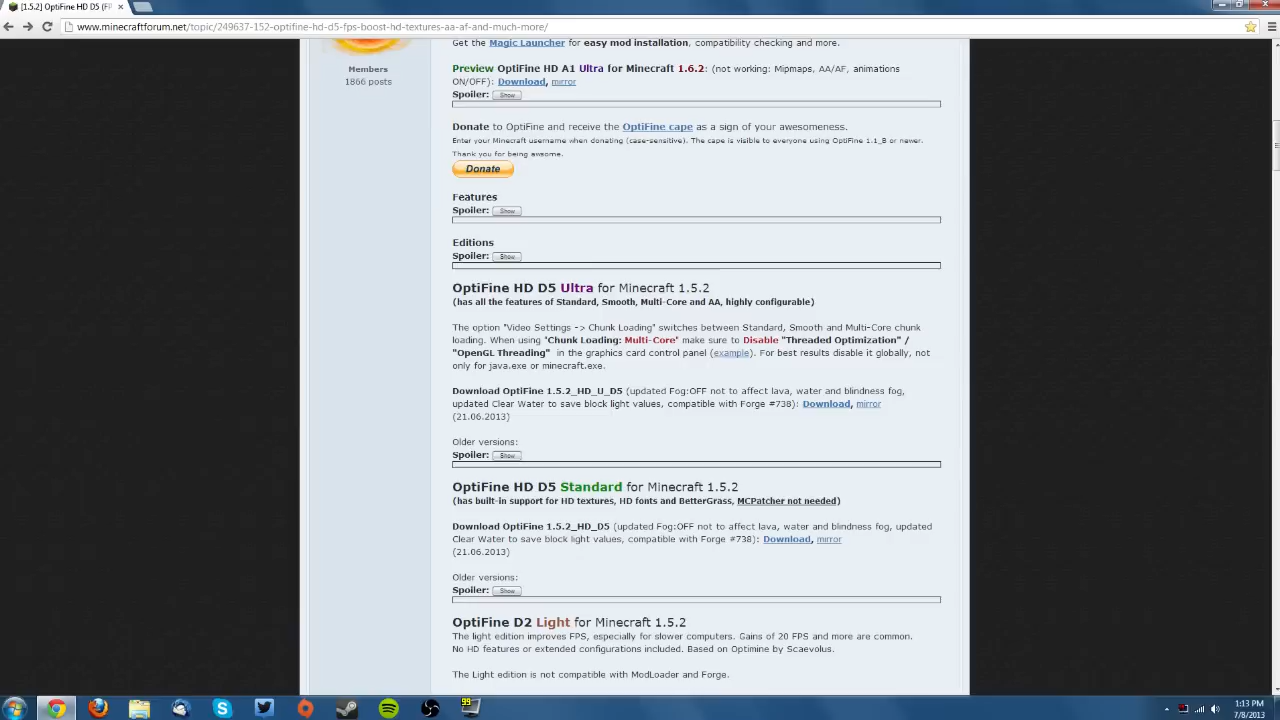 [1.5.2] OptiFine HD D5 (FP
www.minecraftforum.net/topic/249637-152-optifine-hd-d5-fps-boost-hd-textures-aa-af-and-much-more/
Members
1866 posts
Get the Magic Launcher for easy mod installation, compatibility checking and more.
Preview OptiFine HD A1 Ultra for Minecraft 1.6.2: (not working: Mipmaps, AA/AF, animations
ON/OFF): Download, mirror
Spoiler: Show
Donate to OptiFine and receive the OptiFine cape as a sign of your awesomeness.
Enter your Minecraft username when donating (case-sensitive). The cape is visible to everyone using OptiFine 1.1_B or newer.
Thank you for being awsome.
Donate
Features
Spoiler: Show
Editions
Spoiler: Show
OptiFine HD D5 Ultra for Minecraft 1.5.2
(has all the features of Standard, Smooth, Multi-Core and AA, highly configurable)
The option "Video Settings -> Chunk Loading" switches between Standard, Smooth and Multi-Core chunk
loading. When using "Chunk Loading: Multi-Core" make sure to Disable "Threaded Optimization" /
"OpenGL Threading" in the graphics card control panel (example). For best results disable it globally, not
only for java.exe or minecraft.exe.
Download OptiFine 1.5.2_HD_U_D5 (updated Fog:OFF not to affect lava, water and blindness fog,
updated Clear Water to save block light values, compatible with Forge #738): Download, mirror
(21.06.2013)
Older versions:
Spoiler: Show
OptiFine HD D5 Standard for Minecraft 1.5.2
(has built-in support for HD textures, HD fonts and BetterGrass, MCPatcher not needed)
Download OptiFine 1.5.2_HD_D5 (updated Fog:OFF not to affect lava, water and blindness fog, updated
Clear Water to save block light values, compatible with Forge #738): Download, mirror
(21.06.2013)
Older versions:
Spoiler: Show
OptiFine D2 Light for Minecraft 1.5.2
The light edition improves FPS, especially for slower computers. Gains of 20 FPS and more are common.
No HD features or extended configurations included. Based on Optimine by Scaevolus.
The Light edition is not compatible with ModLoader and Forge.
99
1:13 PM
7/8/2013